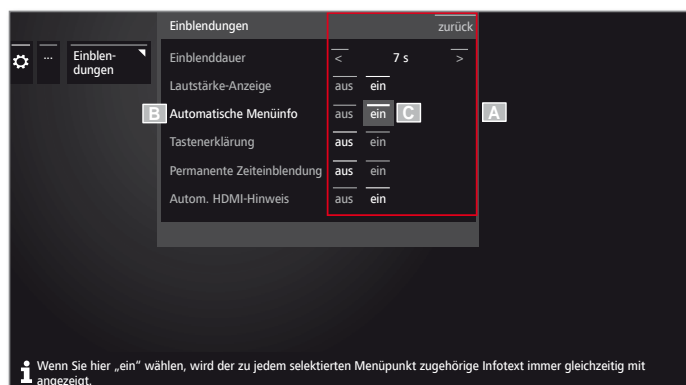 Einblendungen zurück
... Einblen-
dungen
Einblenddauer < 7 s >
Lautstärke-Anzeige aus ein
B Automatische Menüinfo aus ein C A
Tastenerklärung aus ein
Permanente Zeiteinblendung aus ein
Autom. HDMI-Hinweis aus ein
Wenn Sie hier „ein“ wählen, wird der zu jedem selektierten Menüpunkt zugehörige Infotext immer gleichzeitig mit
angezeigt.